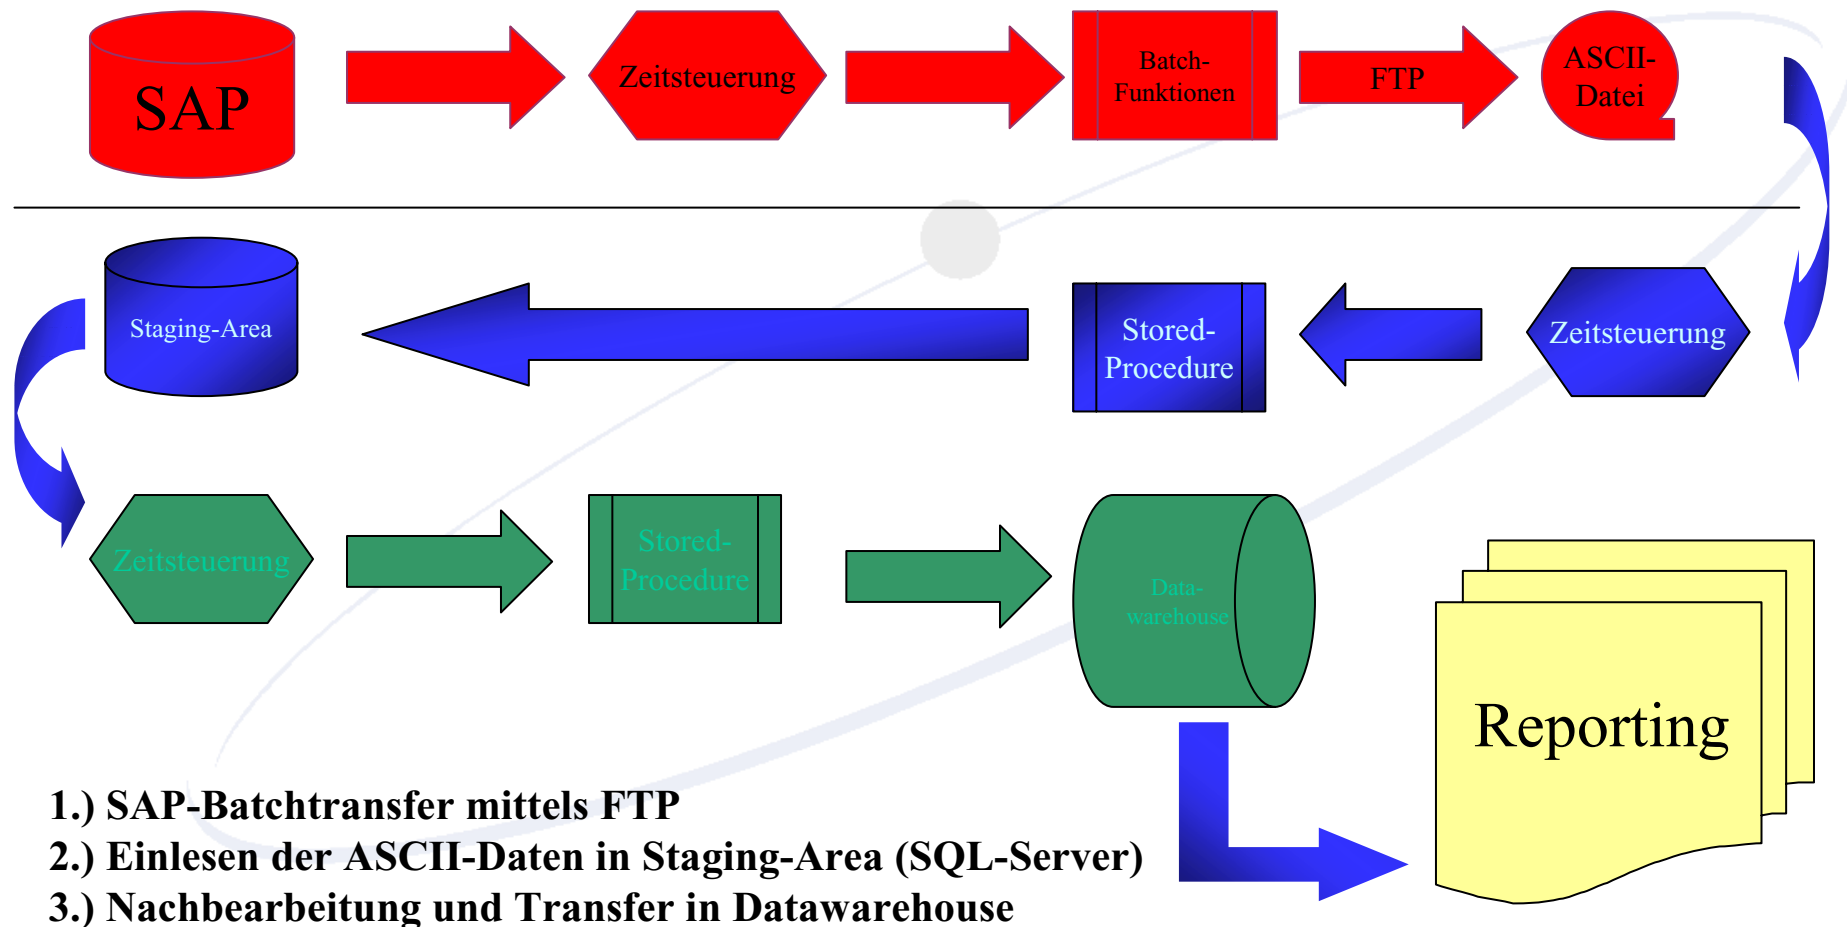 SAP
Zeitsteuerung
Batch-
Funktionen
FTP
ASCII-
Datei
Staging-Area
Stored-
Procedure
Zeitsteuerung
Zeitsteuerung
Stored-
Procedure
Data-
warehouse
Reporting
1.) SAP-Batchtransfer mittels FTP
2.) Einlesen der ASCII-Daten in Staging-Area (SQL-Server)
3.) Nachbearbeitung und Transfer in Datawarehouse